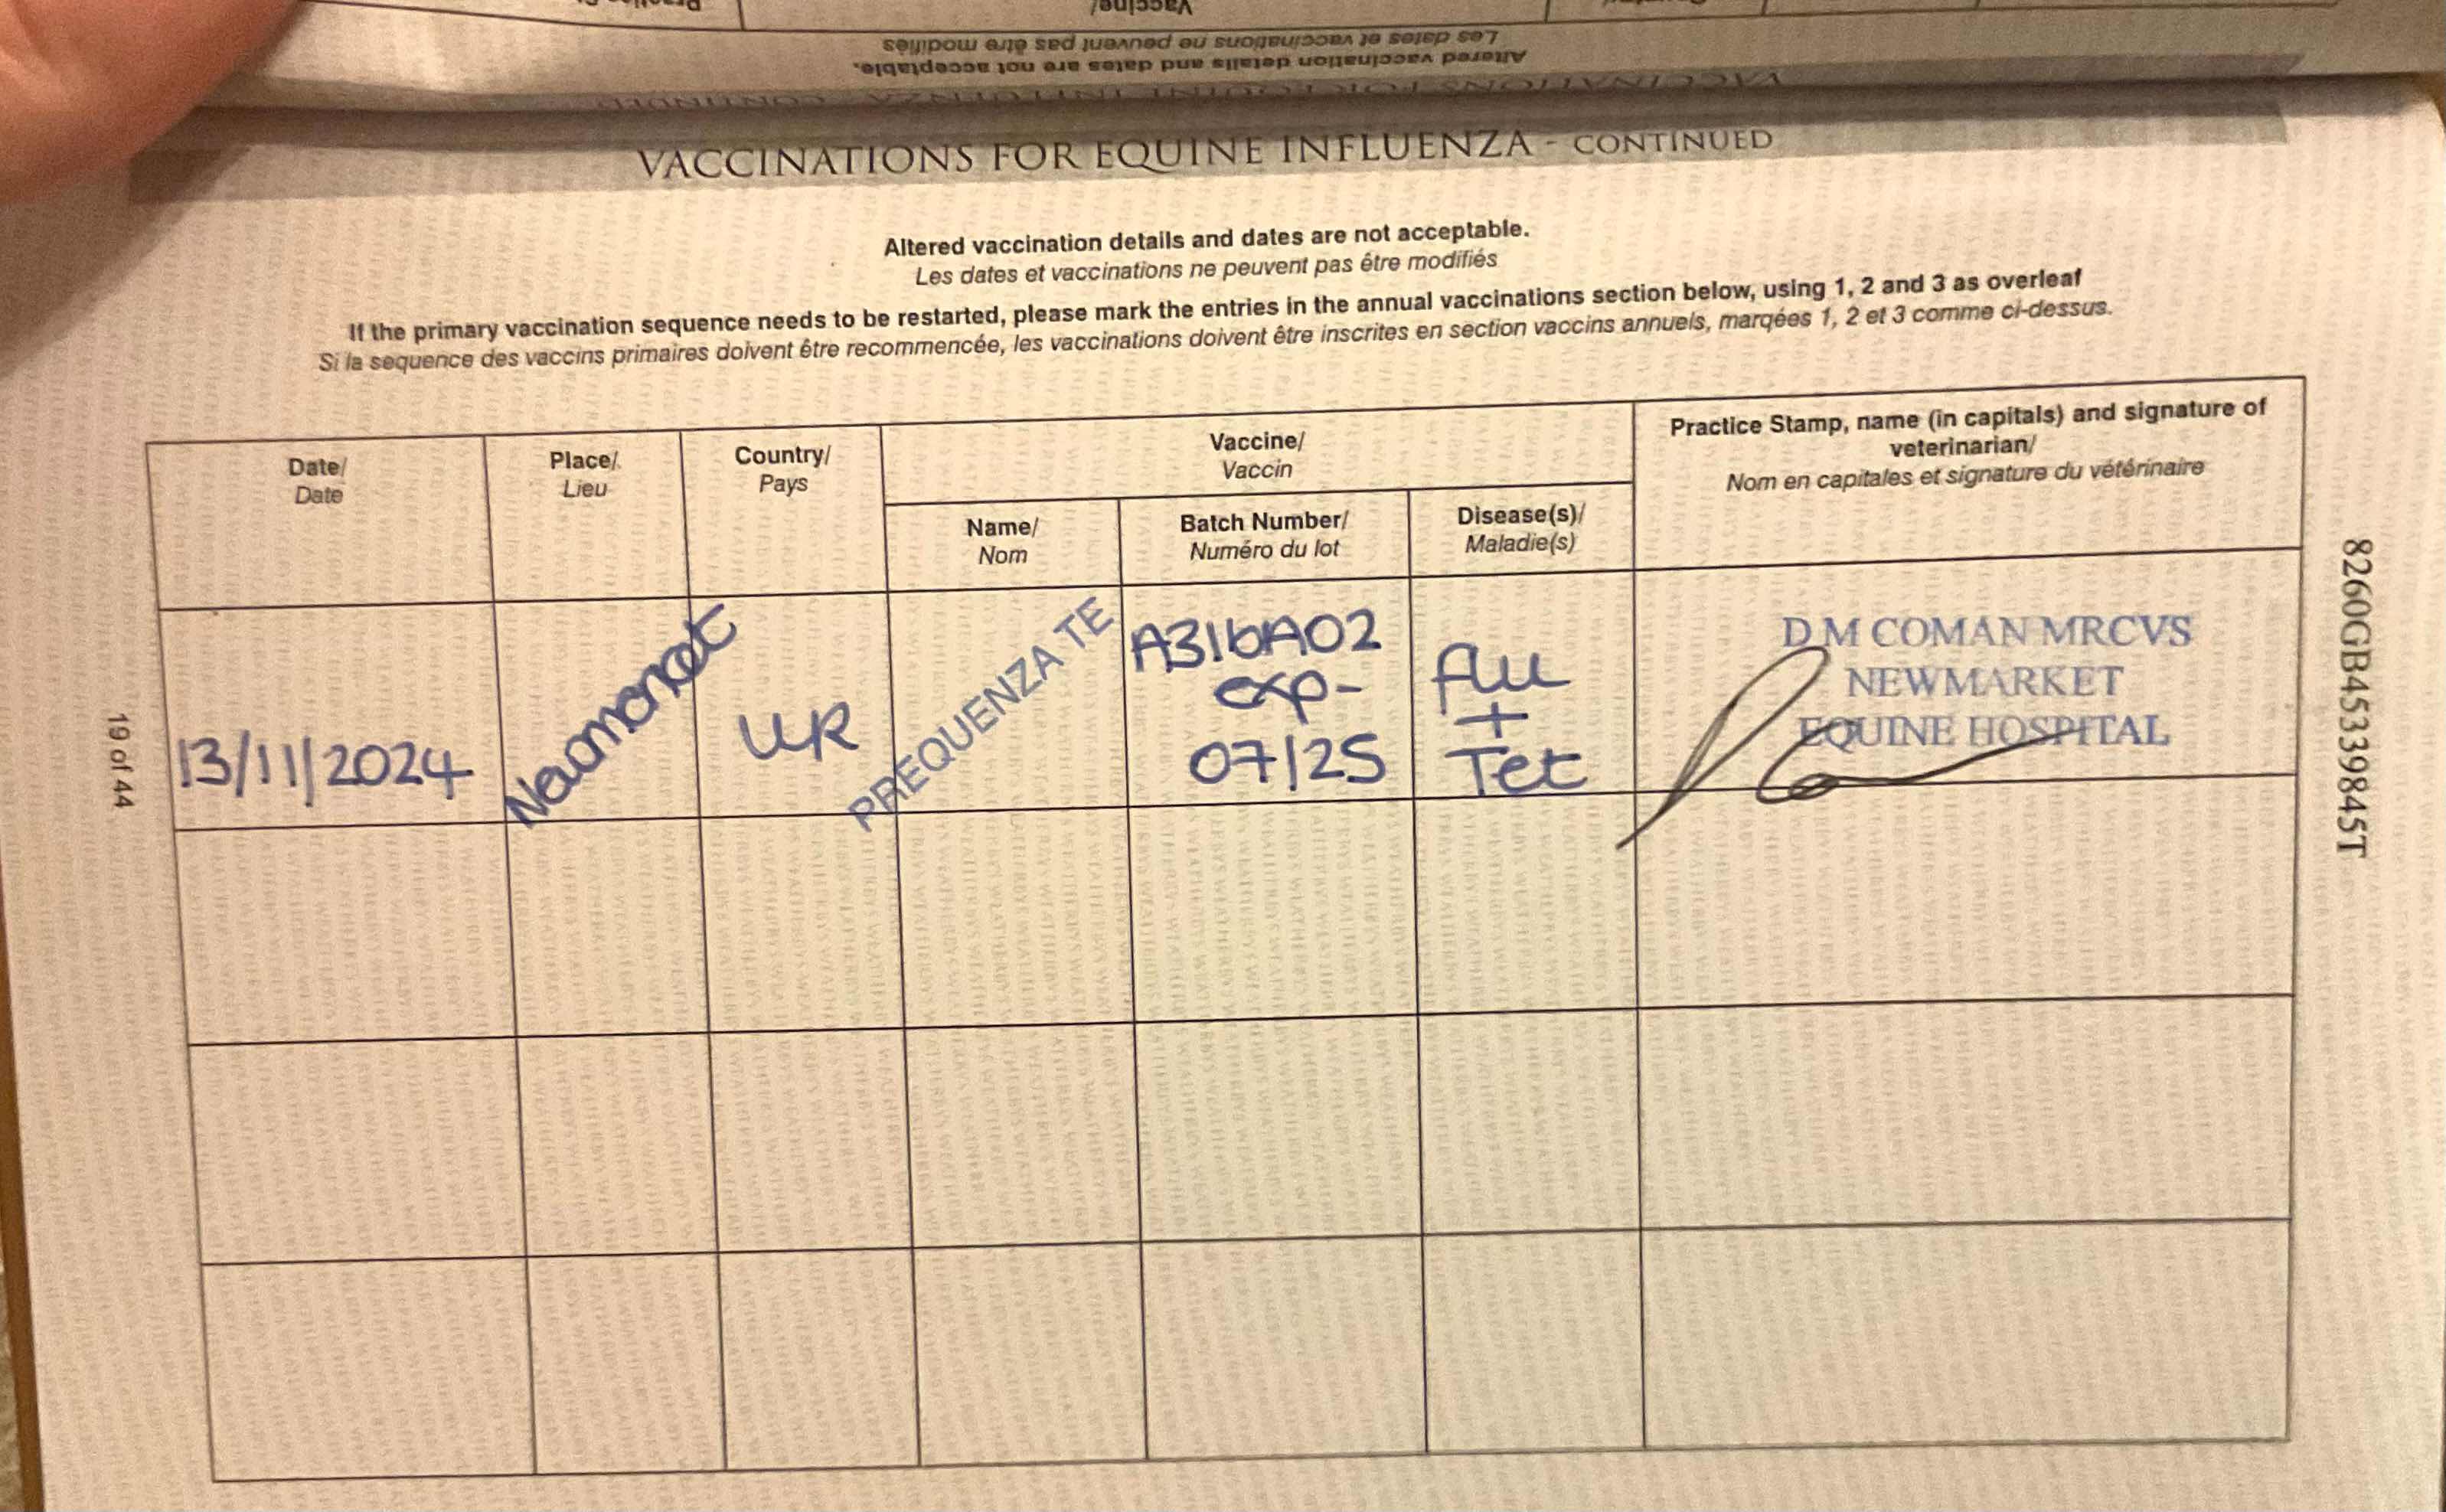 Vaccine/
Les dates et vaccinations ne peuvent pas être modifiés
Altered vaccination details and dates are not acceptable.
VACCINATIONS FOR EQUINE INFLUENZA - CONTINUED
VACCINATIONS FOR EQUINE INFLUENZA - CONTINUED
Altered vaccination details and dates are not acceptable.
Les dates et vaccinations ne peuvent pas être modifiés
If the primary vaccination sequence needs to be restarted, please mark the entries in the annual vaccinations section below, using 1, 2 and 3 as overleaf
Si la sequence des vaccins primaires doivent être recommencée, les vaccinations doivent être inscrites en section vaccins annuels, marqées 1, 2 et 3 comme ci-dessus.
Date/
Date
Place/
Lieu
Country/
Pays
Vaccine/
Vaccin
Name/
Nom
Batch Number/
Numéro du lot
Disease(s)/
Maladie(s)
Practice Stamp, name (in capitals) and signature of
veterinarian/
Nom en capitales et signature du vétérinaire
13/11/2024
Newmarket
UK
PREQUENZA TE
A316A02
exp-
07/25
flu
+
Tet
D M COMAN MRCVS
NEWMARKET
EQUINE HOSPITAL
19 of 44
8260GB45339845T